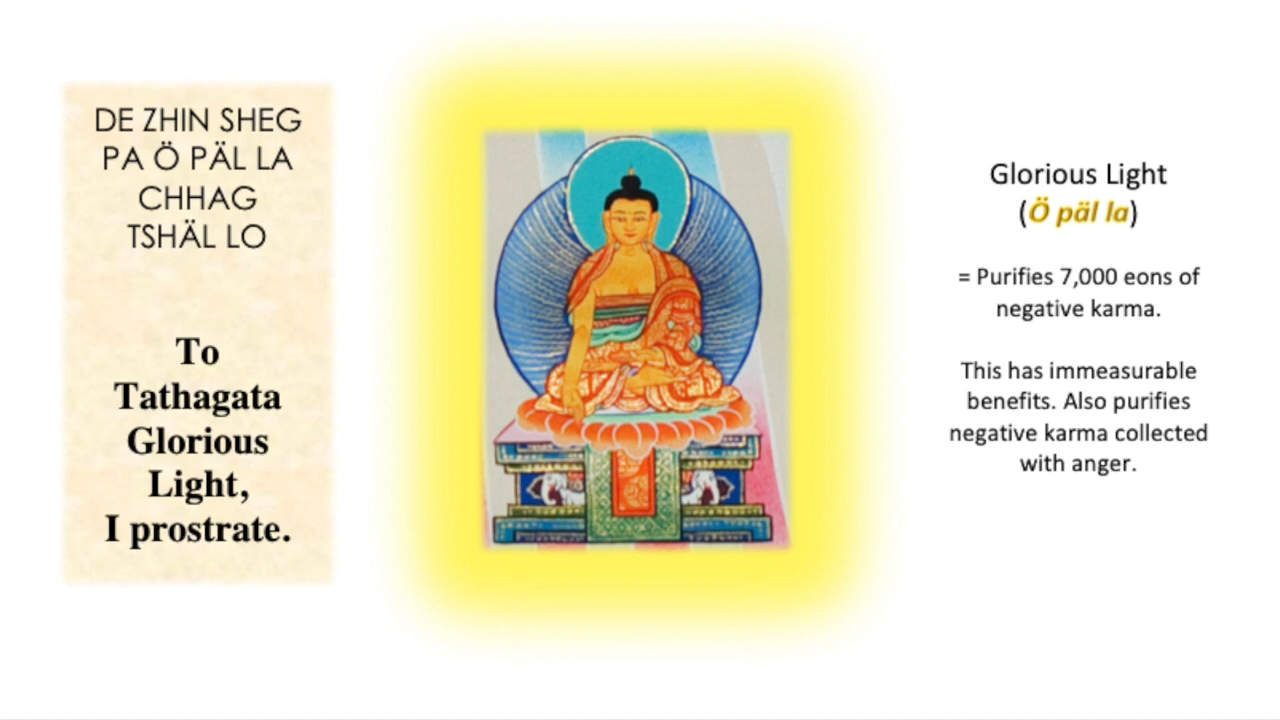 DE ZHIN SHEG
PA Ö PÄL LA
CHHAG
TSHÄL LO
To
Tathagata
Glorious
Light,
I prostrate.
Glorious Light
(Ö päl la)
= Purifies 7,000 eons of
negative karma.
This has immeasurable
benefits. Also purifies
negative karma collected
with anger.